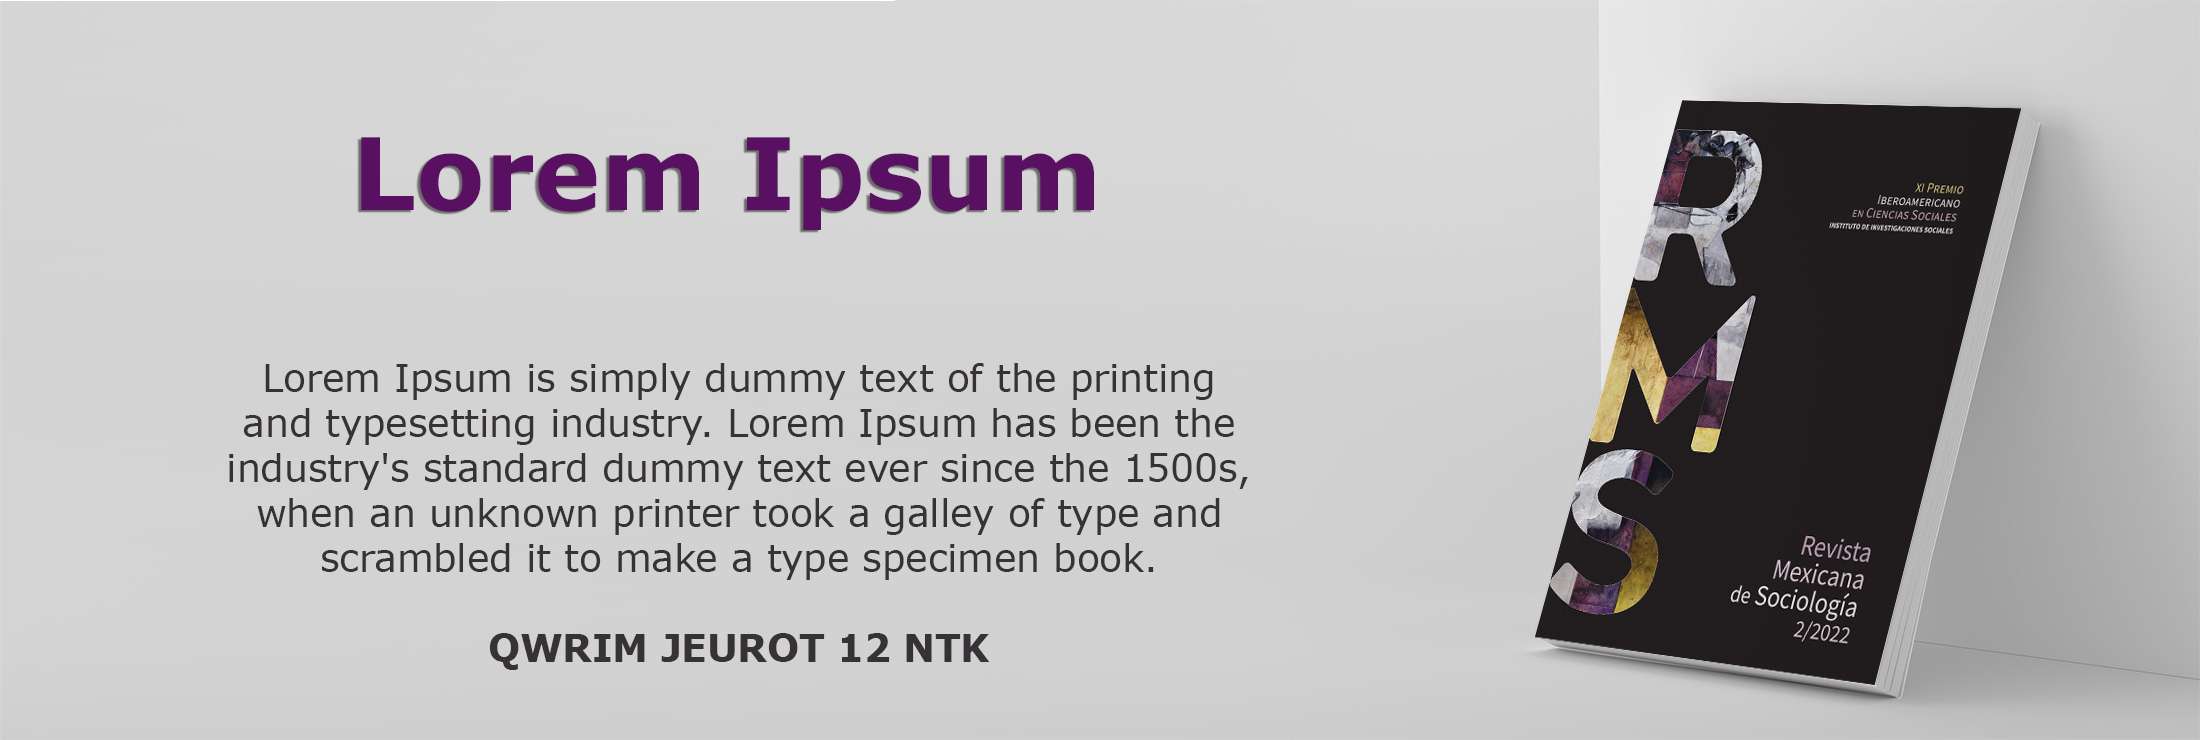 Lorem Ipsum
Lorem Ipsum is simply dummy text of the printing
and typesetting industry. Lorem Ipsum has been the
industry's standard dummy text ever since the 1500s,
when an unknown printer took a galley of type and
scrambled it to make a type specimen book.
QWRIM JEUROT 12 NTK
RMS
XI PREMIO
IBEROAMERICANO
EN CIENCIAS SOCIALES
INSTITUTO DE INVESTIGACIONES SOCIALES
Revista
Mexicana
de Sociología
2/2022